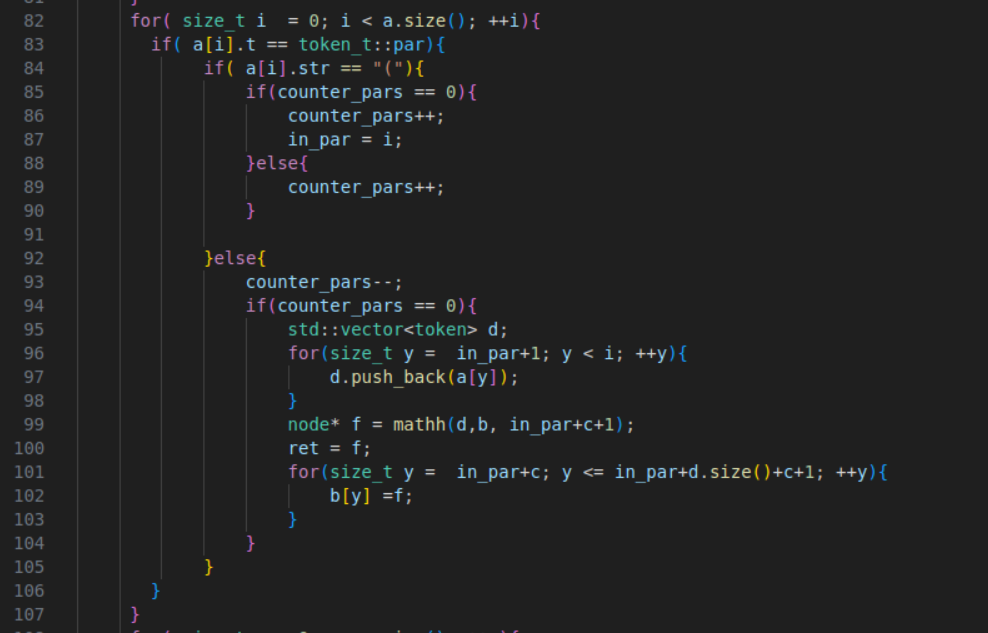 82 for( size_t i  = 0; i < a.size(); ++i){
83   if( a[i].t == token_t::par){
84        if( a[i].str == "("){
85            if(counter_pars == 0){
86                counter_pars++;
87                in_par = i;
88            }else{
89                counter_pars++;
90            }
91
92        }else{
93            counter_pars--;
94            if(counter_pars == 0){
95                std::vector<token> d;
96                for(size_t y =  in_par+1; y < i; ++y){
97                    d.push_back(a[y]);
98                }
99                node* f = mathh(d,b, in_par+c+1);
100                ret = f;
101                for(size_t y =  in_par+c; y <= in_par+d.size()+c+1; ++y){
102                    b[y] =f;
103                }
104            }
105        }
106   }
107 }